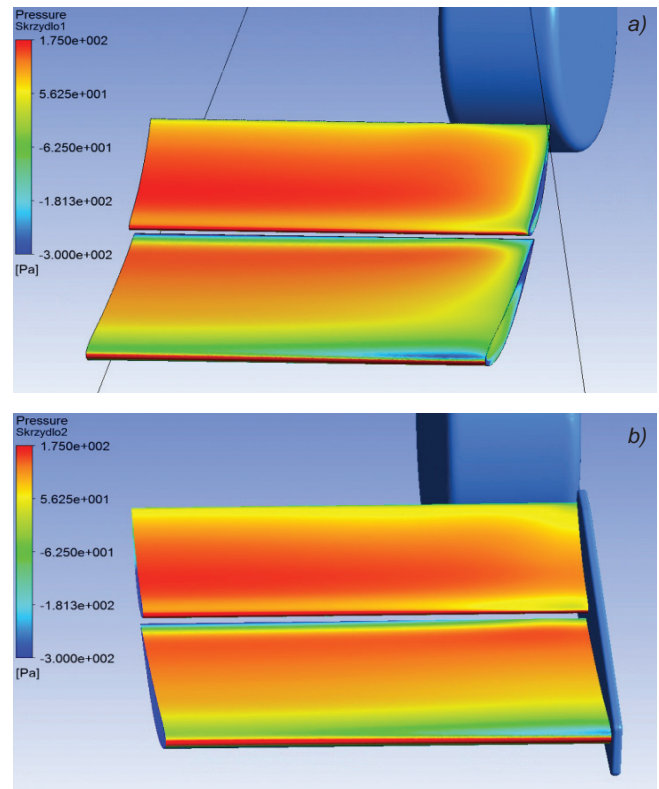 Pressure
Skrzydlo1
a)
1.750e+002
5.625e+001
-6.250e+001
-1.813e+002
-3.000e+002
[Pa]
Pressure
Skrzydlo2
b)
1.750e+002
5.625e+001
-6.250e+001
-1.813e+002
-3.000e+002
[Pa]